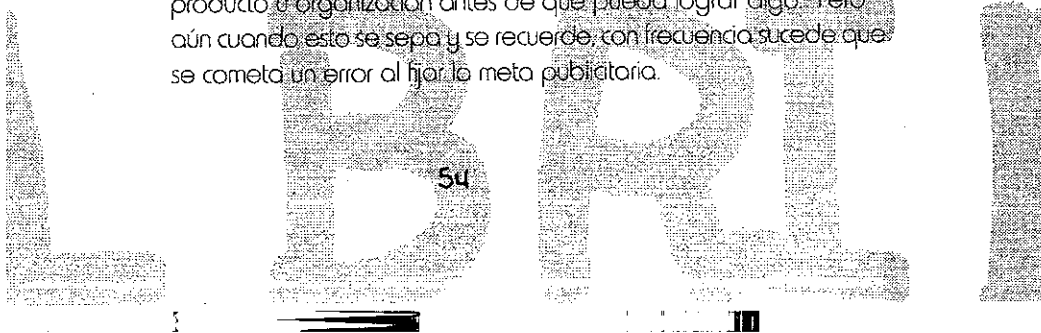 producto u organización antes de que pueda lograr algo. Pero
aún cuando esto se sepa y se recuerde, con frecuencia sucede que
se cometa un error al fijar la meta publicitaria.
L BRI
54